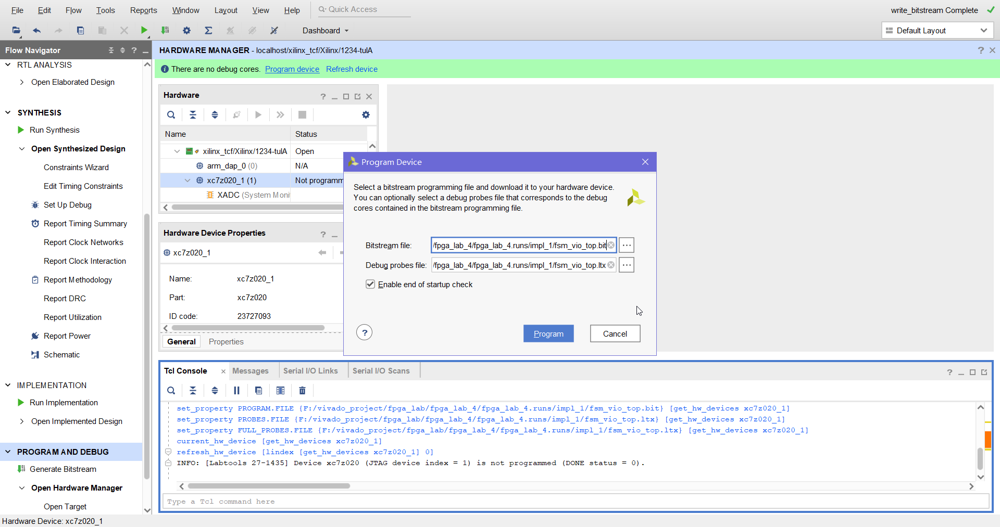 File Edit Flow Tools Reports Window Layout View Help Quick Access write_bitstream Complete
Dashboard Default Layout
Flow Navigator
RTL ANALYSIS
Open Elaborated Design
SYNTHESIS
Run Synthesis
Open Synthesized Design
Constraints Wizard
Edit Timing Constraints
Set Up Debug
Report Timing Summary
Report Clock Networks
Report Clock Interaction
Report Methodology
Report DRC
Report Utilization
Report Power
Schematic
IMPLEMENTATION
Run Implementation
Open Implemented Design
PROGRAM AND DEBUG
Generate Bitstream
Open Hardware Manager
Open Target
HARDWARE MANAGER - localhost/xilinx_tcf/Xilinx/1234-tulA
There are no debug cores. Program device Refresh device
Hardware
Name Status
xilinx_tcf/Xilinx/1234-tulA Open
arm_dap_0 (0) N/A
xc7z020_1 (1) Not programm
XADC (System Moni
Hardware Device Properties
xc7z020_1
Name: xc7z020_1
Part: xc7z020
ID code: 23727093
General Properties
Program Device
Select a bitstream programming file and download it to your hardware device.
You can optionally select a debug probes file that corresponds to the debug
cores contained in the bitstream programming file.
Bitstream file: /fpga_lab_4/fpga_lab_4.runs/impl_1/fsm_vio_top.bit
Debug probes file: /fpga_lab_4/fpga_lab_4.runs/impl_1/fsm_vio_top.ltx
Enable end of startup check
Program Cancel
Tcl Console Messages Serial I/O Links Serial I/O Scans
set_property PROGRAM.FILE {F:/vivado_project/fpga_lab/fpga_lab_4/fpga_lab_4.runs/impl_1/fsm_vio_top.bit} [get_hw_devices xc7z020_1]
set_property PROBES.FILE {F:/vivado_project/fpga_lab/fpga_lab_4/fpga_lab_4.runs/impl_1/fsm_vio_top.ltx} [get_hw_devices xc7z020_1]
set_property FULL_PROBES.FILE {F:/vivado_project/fpga_lab/fpga_lab_4/fpga_lab_4.runs/impl_1/fsm_vio_top.ltx} [get_hw_devices xc7z020_1]
current_hw_device [get_hw_devices xc7z020_1]
refresh_hw_device [lindex [get_hw_devices xc7z020_1] 0]
INFO: [Labtools 27-1435] Device xc7z020 (JTAG device index = 1) is not programmed (DONE status = 0).
Type a Tcl command here
Hardware Device: xc7z020_1